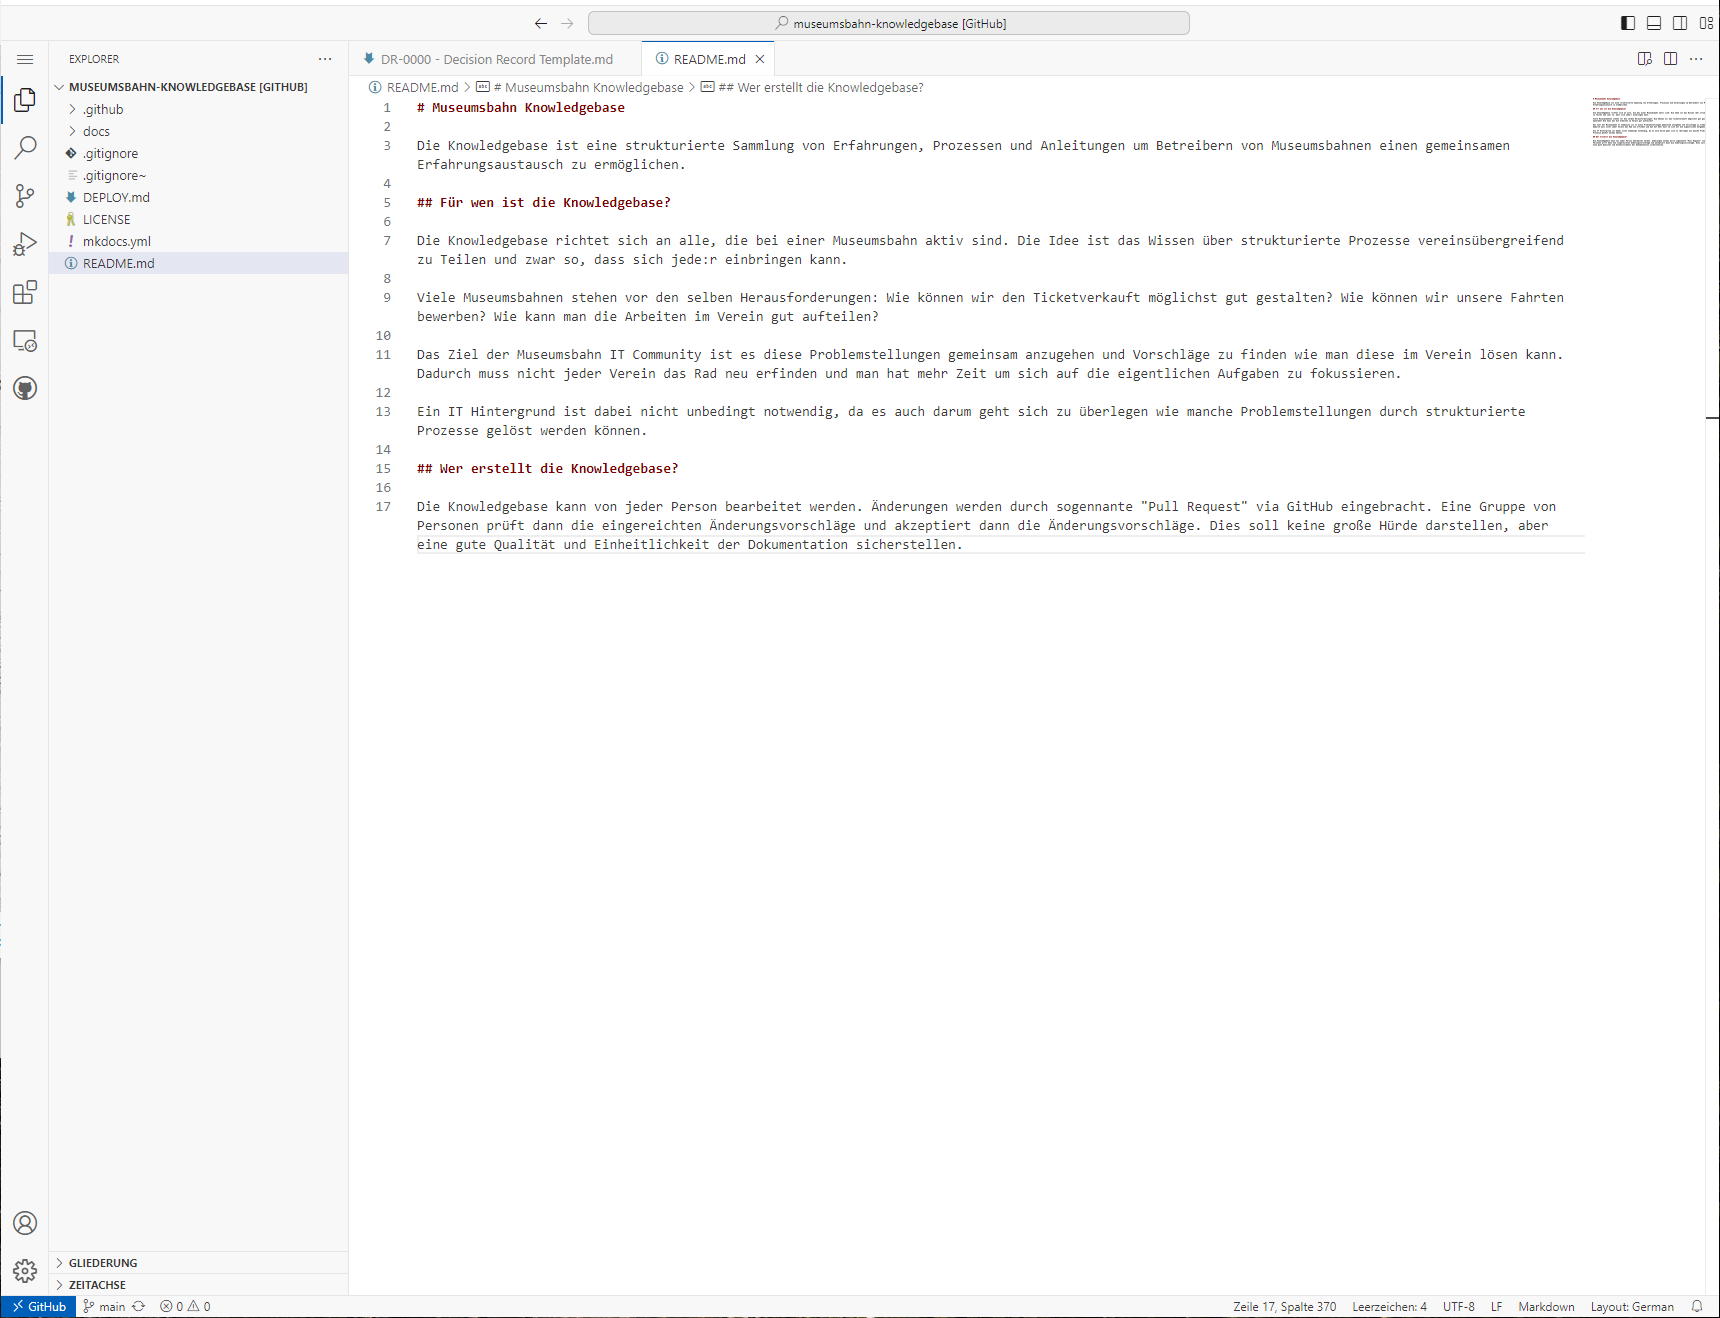 museumsbahn-knowledgebase [GitHub]
EXPLORER
MUSEUMSBAHN-KNOWLEDGEBASE [GITHUB]
.github
docs
.gitignore
.gitignore~
DEPLOY.md
LICENSE
mkdocs.yml
README.md
GLIEDERUNG
ZEITACHSE
DR-0000 - Decision Record Template.md
README.md
README.md > # Museumsbahn Knowledgebase > ## Wer erstellt die Knowledgebase?
1 # Museumsbahn Knowledgebase
2
3 Die Knowledgebase ist eine strukturierte Sammlung von Erfahrungen, Prozessen und Anleitungen um Betreibern von Museumsbahnen einen gemeinsamen
Erfahrungsaustausch zu ermöglichen.
4
5 ## Für wen ist die Knowledgebase?
6
7 Die Knowledgebase richtet sich an alle, die bei einer Museumsbahn aktiv sind. Die Idee ist das Wissen über strukturierte Prozesse vereinsübergreifend
zu Teilen und zwar so, dass sich jede:r einbringen kann.
8
9 Viele Museumsbahnen stehen vor den selben Herausforderungen: Wie können wir den Ticketverkauft möglichst gut gestalten? Wie können wir unsere Fahrten
bewerben? Wie kann man die Arbeiten im Verein gut aufteilen?
10
11 Das Ziel der Museumsbahn IT Community ist es diese Problemstellungen gemeinsam anzugehen und Vorschläge zu finden wie man diese im Verein lösen kann.
Dadurch muss nicht jeder Verein das Rad neu erfinden und man hat mehr Zeit um sich auf die eigentlichen Aufgaben zu fokussieren.
12
13 Ein IT Hintergrund ist dabei nicht unbedingt notwendig, da es auch darum geht sich zu überlegen wie manche Problemstellungen durch strukturierte
Prozesse gelöst werden können.
14
15 ## Wer erstellt die Knowledgebase?
16
17 Die Knowledgebase kann von jeder Person bearbeitet werden. Änderungen werden durch sogennante "Pull Request" via GitHub eingebracht. Eine Gruppe von
Personen prüft dann die eingereichten Änderungsvorschläge und akzeptiert dann die Änderungsvorschläge. Dies soll keine große Hürde darstellen, aber
eine gute Qualität und Einheitlichkeit der Dokumentation sicherstellen.
GitHub main 0 0 Zeile 17, Spalte 370 Leerzeichen: 4 UTF-8 LF Markdown Layout: German